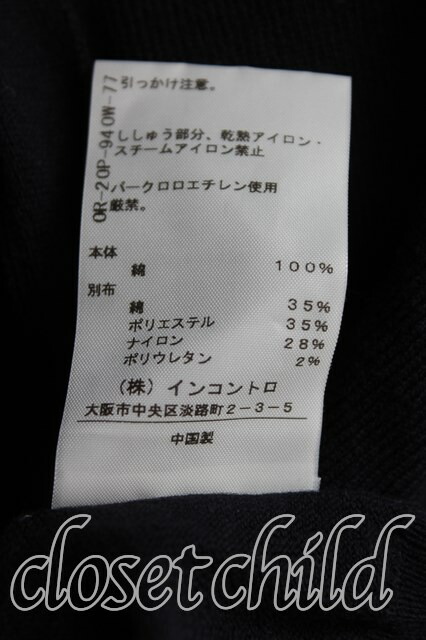 引っかけ注意。
OR-20P-940W-77
ししゅう部分、乾熱アイロン・
スチームアイロン禁止
パークロロエチレン使用
厳禁。
本体
綿 100%
別布
綿 35%
ポリエステル 35%
ナイロン 28%
ポリウレタン 2%
(株)インコントロ
大阪市中央区淡路町2-3-5
中国製
closet child